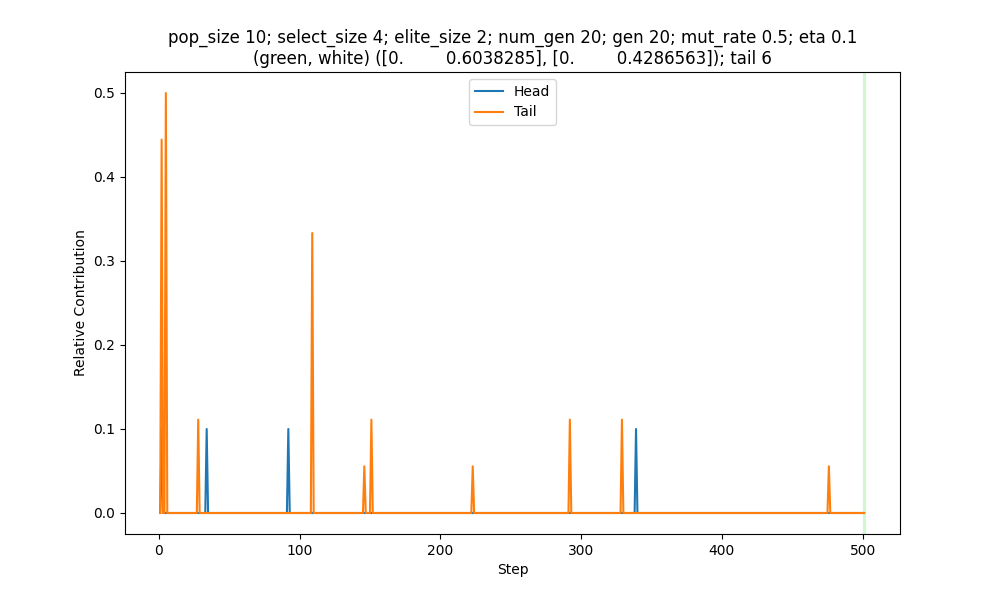 pop_size 10; select_size 4; elite_size 2; num_gen 20; gen 20; mut_rate 0.5; eta 0.1
(green, white) ([0.         0.6038285], [0.         0.4286563]); tail 6
Head
Tail
Relative Contribution
0.5
0.4
0.3
0.2
0.1
0.0
0
100
200
300
400
500
Step